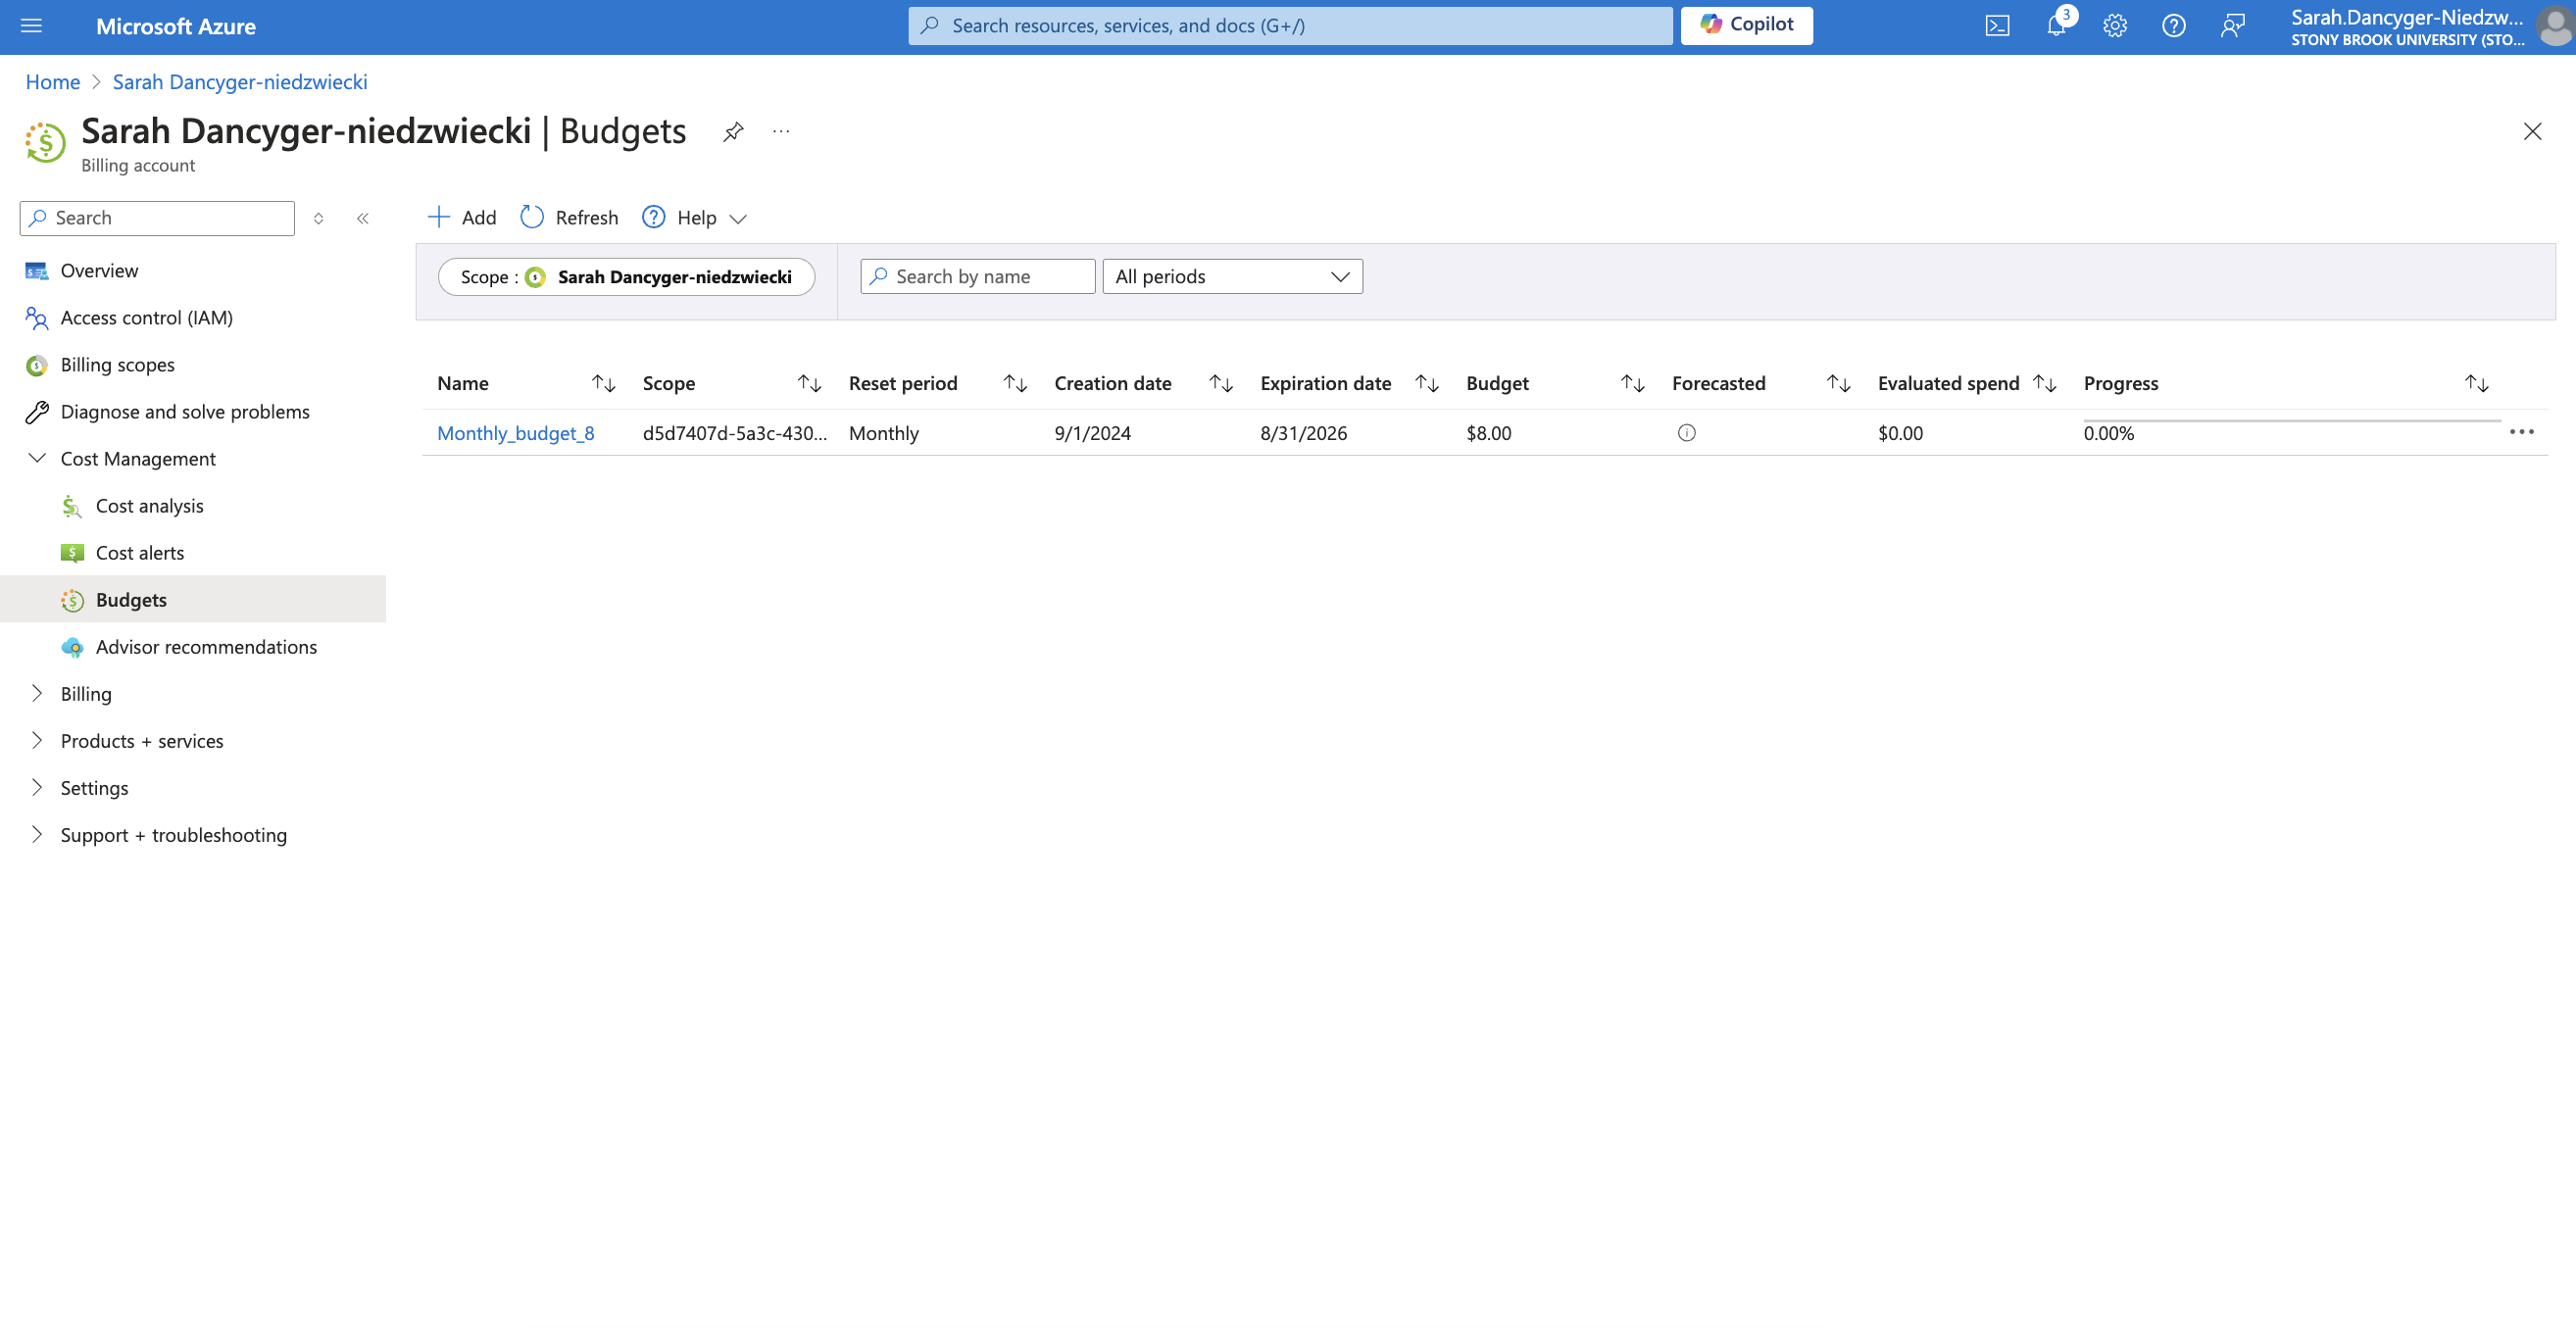 Microsoft Azure
Search resources, services, and docs (G+/)
Copilot
3
Sarah.Dancyger-Niedzw...
STONY BROOK UNIVERSITY (STO...
Home > Sarah Dancyger-niedzwiecki
Sarah Dancyger-niedzwiecki | Budgets ...
Billing account
Search
Add Refresh Help
Overview
Access control (IAM)
Billing scopes
Diagnose and solve problems
Cost Management
Cost analysis
Cost alerts
Budgets
Advisor recommendations
Billing
Products + services
Settings
Support + troubleshooting
Scope : Sarah Dancyger-niedzwiecki
Search by name
All periods
Name Scope Reset period Creation date Expiration date Budget Forecasted Evaluated spend Progress
Monthly_budget_8 d5d7407d-5a3c-430... Monthly 9/1/2024 8/31/2026 $8.00 $0.00 0.00%